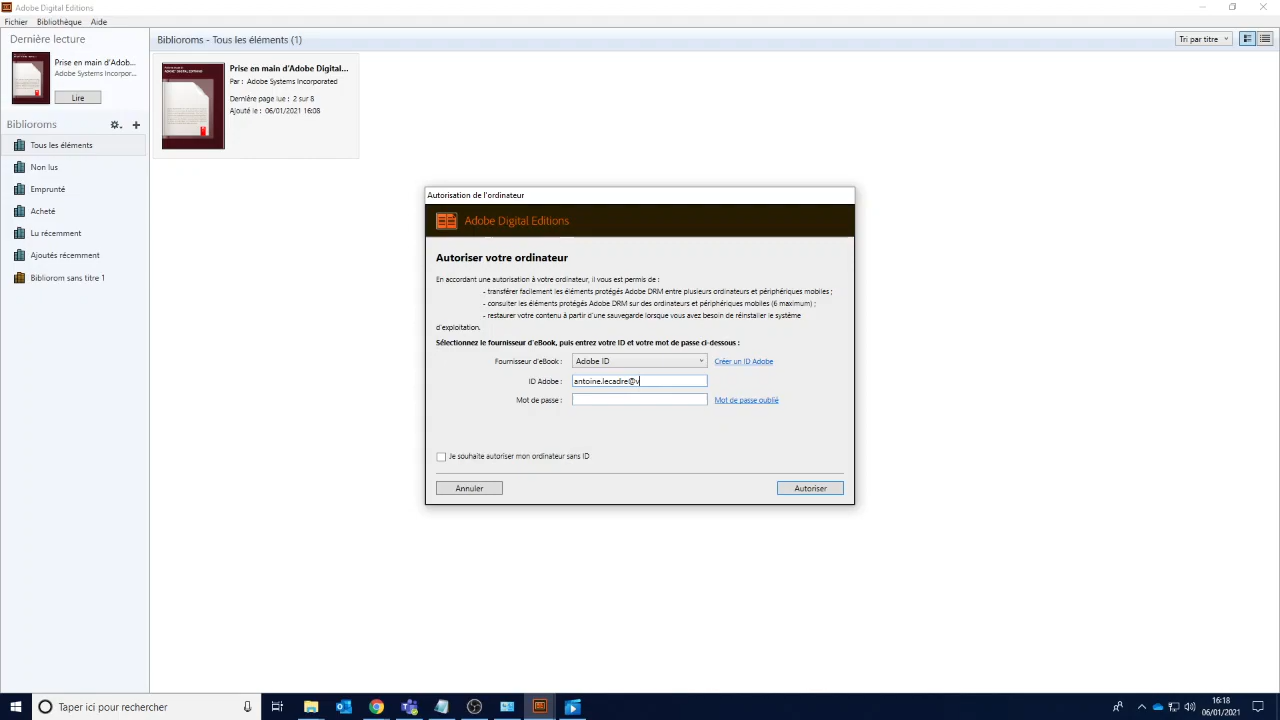 Adobe Digital Editions
Fichier Bibliothèque Aide
Dernière lecture
Prise en main d'Adob...
Adobe Systems Incorpor...
Lire
Biblioroms
Tous les éléments
Non lus
Emprunté
Acheté
Lu récemment
Ajoutés récemment
Bibliorom sans titre 1
Biblioroms - Tous les éléments (1)
Tri par titre
Prise en main d'Adobe Digital...
Par : Adobe Systems Incorporated
Dernière page lue : 2 sur 8
Ajouté le : 06/01/2021 16:08
Autorisation de l'ordinateur
Adobe Digital Editions
Autoriser votre ordinateur
En accordant une autorisation à votre ordinateur, il vous est permis de :
- transférer facilement les éléments protégés Adobe DRM entre plusieurs ordinateurs et périphériques mobiles ;
- consulter les éléments protégés Adobe DRM sur des ordinateurs et périphériques mobiles (6 maximum) ;
- restaurer votre contenu à partir d'une sauvegarde lorsque vous avez besoin de réinstaller le système
d'exploitation.
Sélectionnez le fournisseur d'eBook, puis entrez votre ID et votre mot de passe ci-dessous :
Fournisseur d'eBook : Adobe ID Créer un ID Adobe
ID Adobe : antoine.lecadre@v
Mot de passe : Mot de passe oublié
Je souhaite autoriser mon ordinateur sans ID
Annuler Autoriser
Taper ici pour rechercher
16:18
06/01/2021